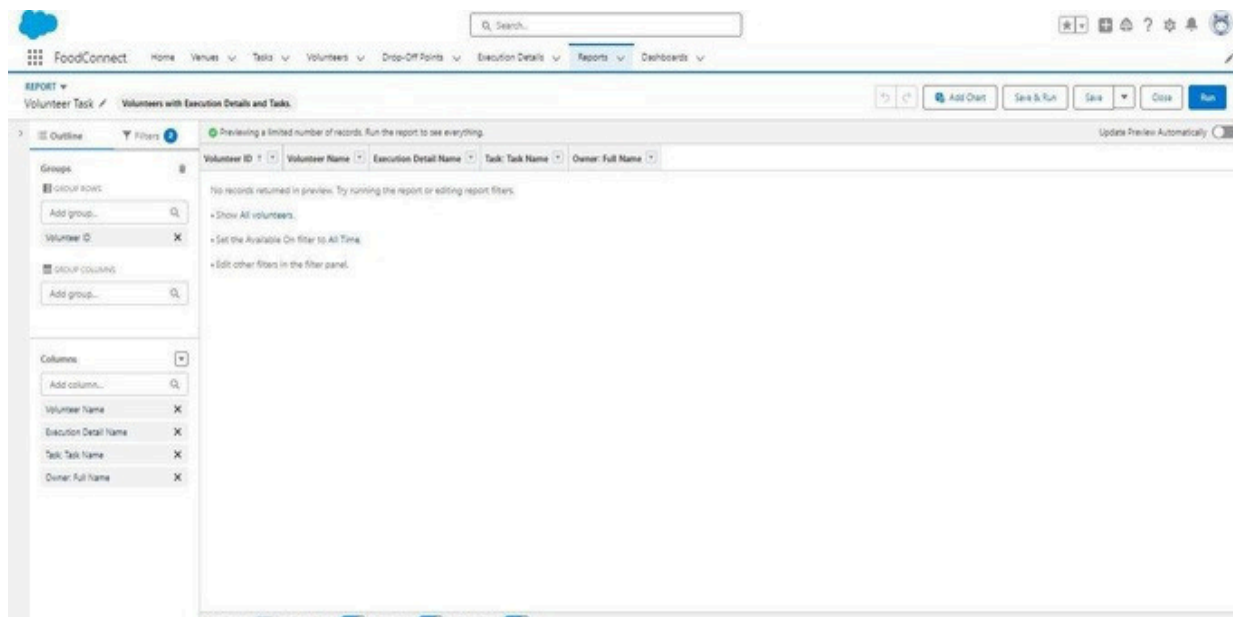 Search...
FoodConnect Home Venues Tasks Volunteers Drop-Off Points Execution Details Reports Dashboards
REPORT
Volunteer Task Volunteers with Execution Details and Tasks
Add Chart Save & Run Save Close Run
Outline Filters 2
Previewing a limited number of records. Run the report to see everything.
Update Preview Automatically
Groups
GROUP ROWS
Add group...
Volunteer ID
GROUP COLUMNS
Add group...
Columns
Add column...
Volunteer Name
Execution Detail Name
Task: Task Name
Owner: Full Name
Volunteer ID Volunteer Name Execution Detail Name Task: Task Name Owner: Full Name
No records returned in preview. Try running the report or editing report filters.
• Show All volunteers.
• Set the Available On filter to All Time.
• Edit other filters in the filter panel.